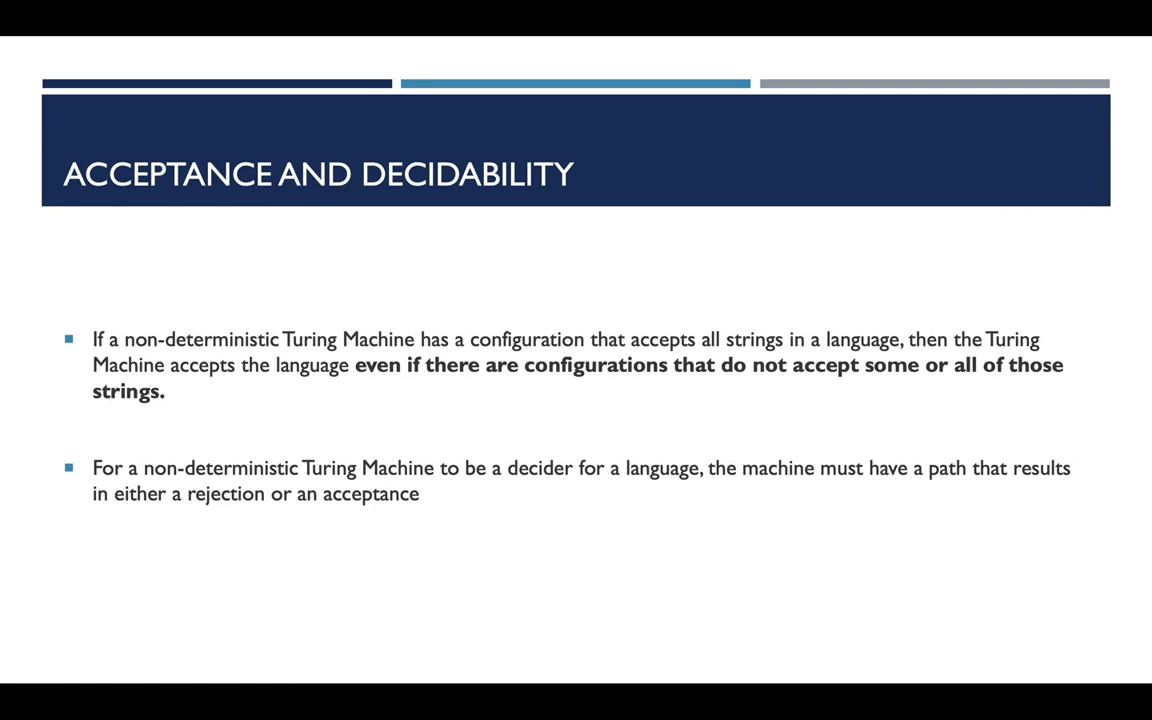 ACCEPTANCE AND DECIDABILITY
If a non-deterministic Turing Machine has a configuration that accepts all strings in a language, then the Turing
Machine accepts the language even if there are configurations that do not accept some or all of those
strings.
For a non-deterministic Turing Machine to be a decider for a language, the machine must have a path that results
in either a rejection or an acceptance